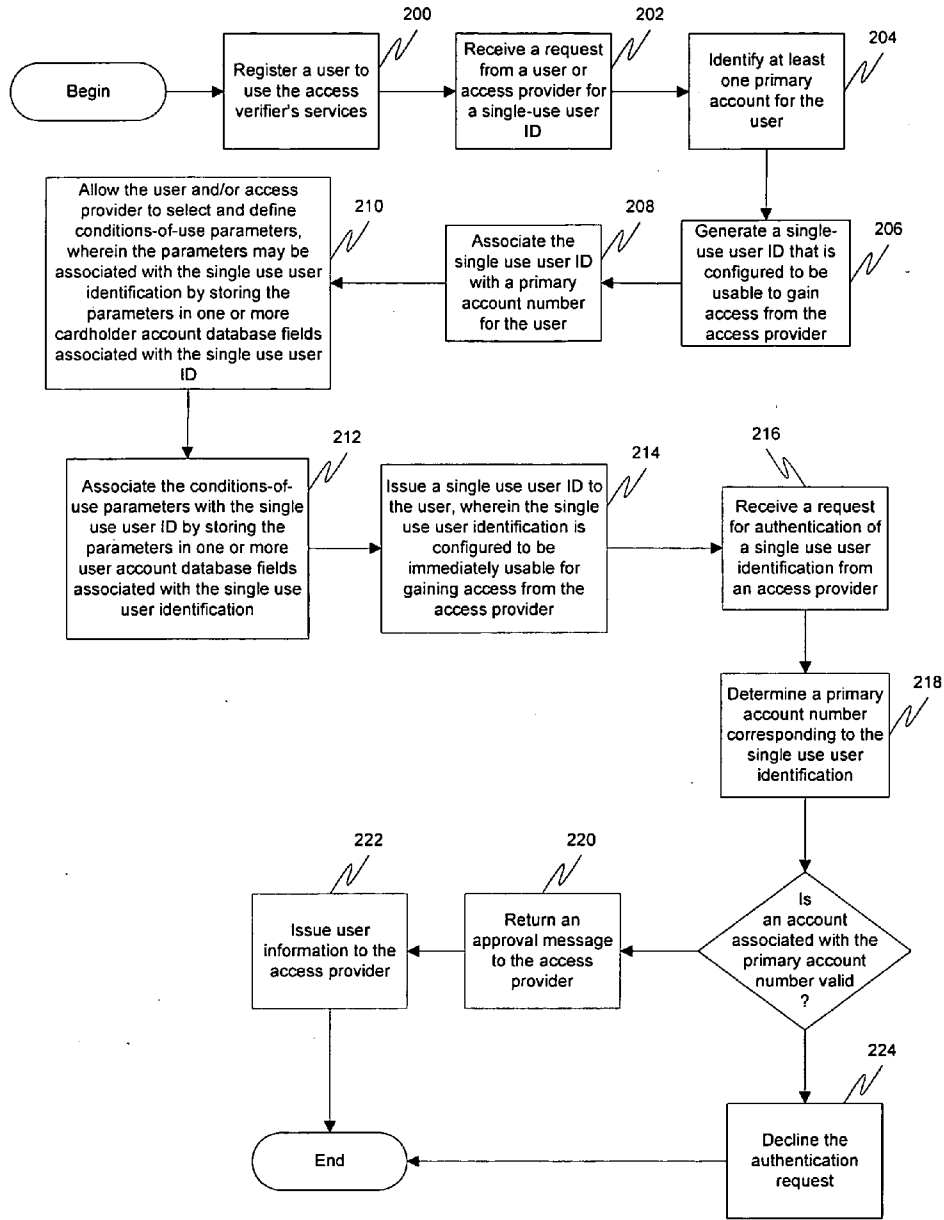 200
202
204
Begin
Register a user to
use the access
verifier's services
Receive a request
from a user or
access provider for
a single-use user
ID
Identify at least
one primary
account for the
user
210
Allow the user and/or access
provider to select and define
conditions-of-use parameters,
wherein the parameters may be
associated with the single use user
identification by storing the
parameters in one or more
cardholder account database fields
associated with the single use user
ID
208
Associate the
single use user ID
with a primary
account number
for the user
206
Generate a single-
use user ID that is
configured to be
usable to gain
access from the
access provider
212
Associate the conditions-of-
use parameters with the single
use user ID by storing the
parameters in one or more
user account database fields
associated with the single use
user identification
214
Issue a single use user ID to
the user, wherein the single
use user identification is
configured to be
immediately usable for
gaining access from the
access provider
216
Receive a request
for authentication of
a single use user
identification from
an access provider
218
Determine a primary
account number
corresponding to the
single use user
identification
222
Issue user
information to the
access provider
220
Return an
approval message
to the access
provider
Is
an account
associated with the
primary account
number valid
?
224
Decline the
authentication
request
End